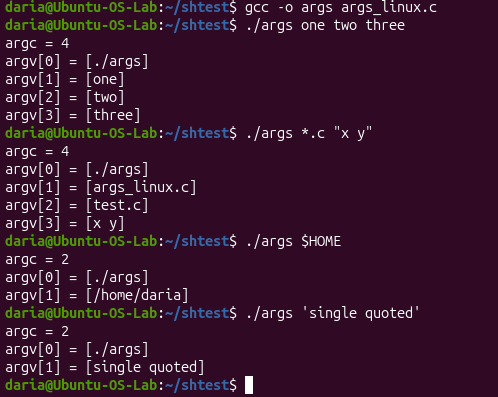 daria@Ubuntu-OS-Lab:~/shtest$ gcc -o args args_linux.c
daria@Ubuntu-OS-Lab:~/shtest$ ./args one two three
argc = 4
argv[0] = [./args]
argv[1] = [one]
argv[2] = [two]
argv[3] = [three]
daria@Ubuntu-OS-Lab:~/shtest$ ./args *.c "x y"
argc = 4
argv[0] = [./args]
argv[1] = [args_linux.c]
argv[2] = [test.c]
argv[3] = [x y]
daria@Ubuntu-OS-Lab:~/shtest$ ./args $HOME
argc = 2
argv[0] = [./args]
argv[1] = [/home/daria]
daria@Ubuntu-OS-Lab:~/shtest$ ./args 'single quoted'
argc = 2
argv[0] = [./args]
argv[1] = [single quoted]
daria@Ubuntu-OS-Lab:~/shtest$